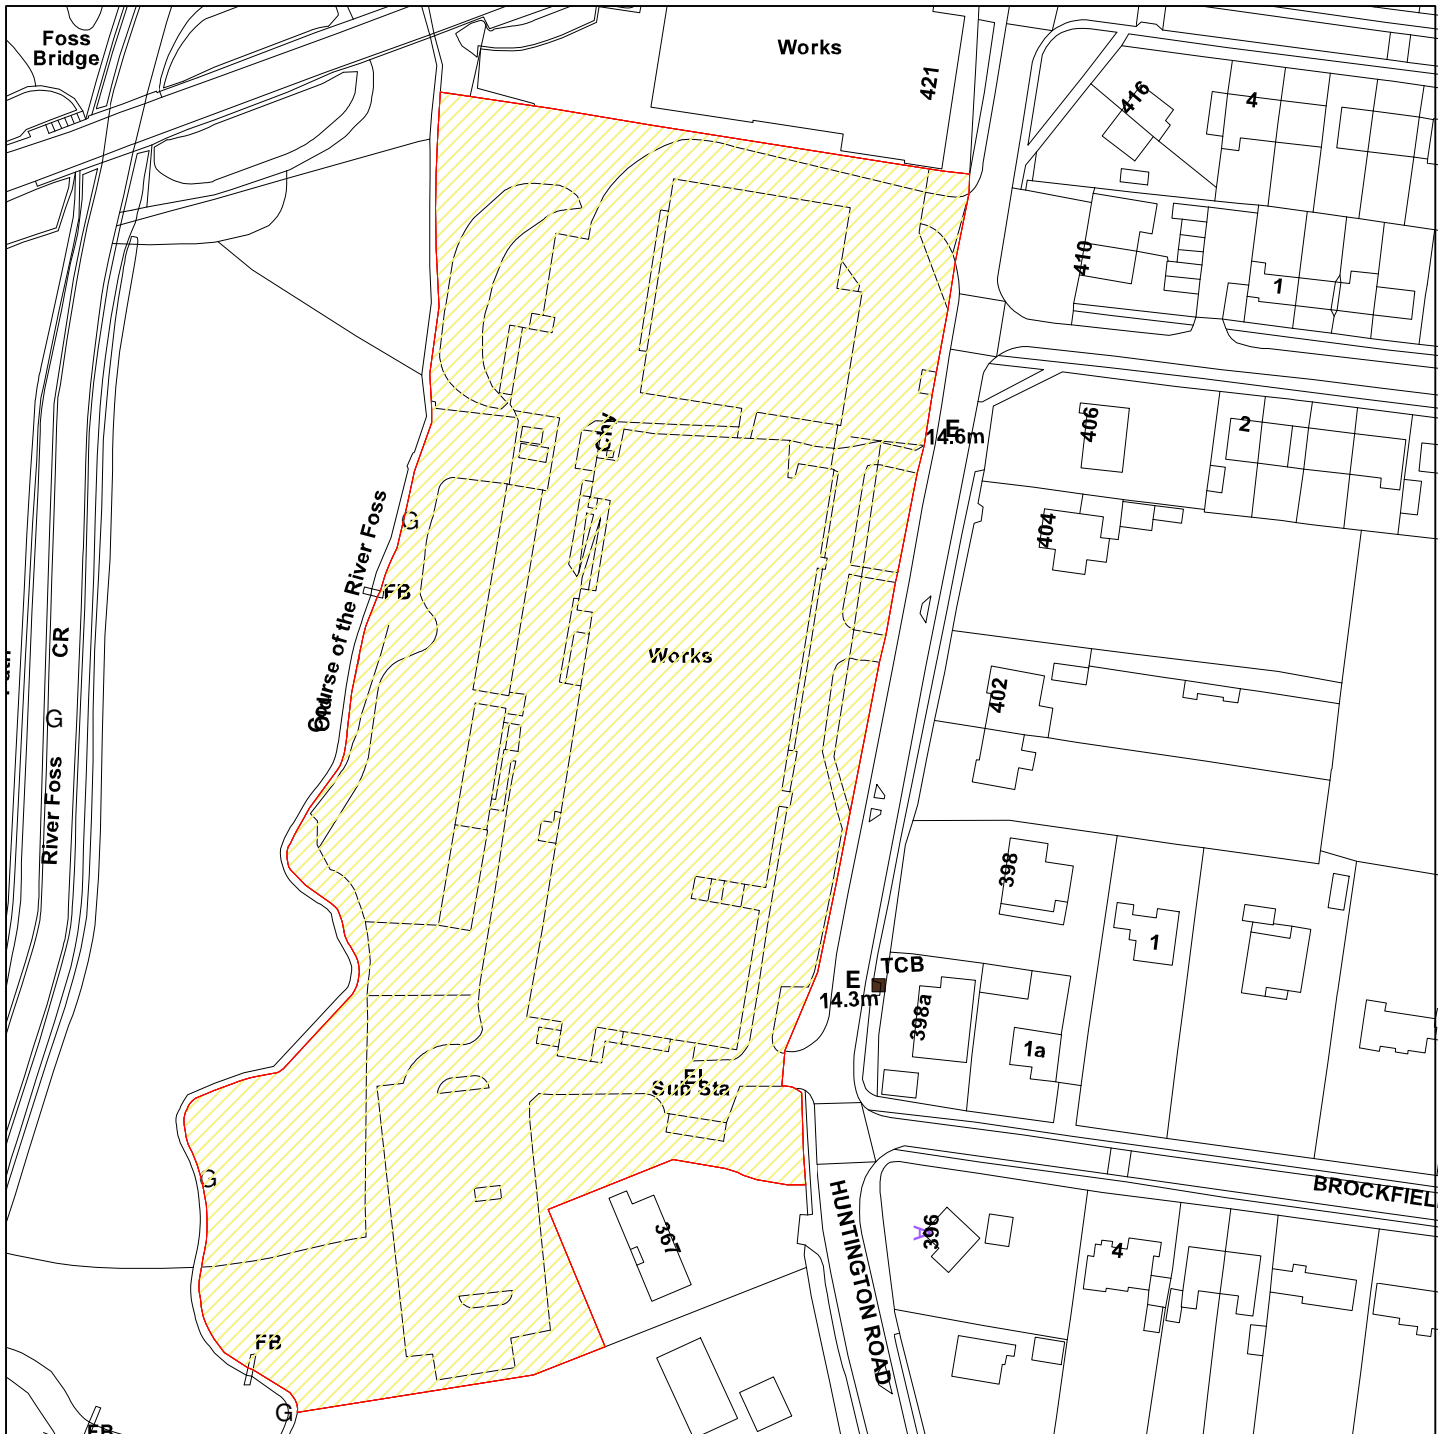 Foss
Bridge
Works
421
416
4
410
1
Chy
14.6m
E
406
2
404
G
Course of the River Foss
FB
CR
Works
402
G
River Foss
398
1
TCB
E
14.3m
398a
1a
El
Sub Sta
G
BROCKFIEL
HUNTINGTON ROAD
367
A
396
4
FB
G
FB